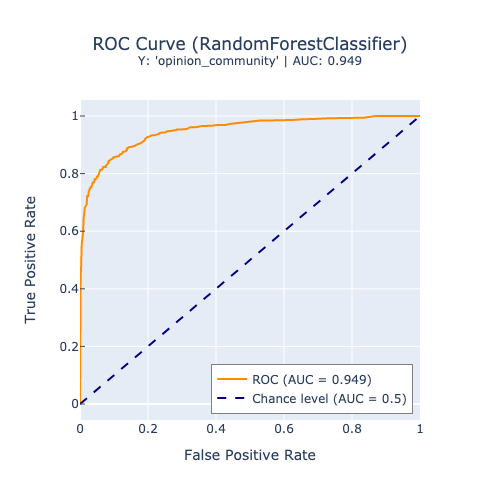 ROC Curve (RandomForestClassifier)
Y: 'opinion_community' | AUC: 0.949
True Positive Rate
1
0.8
0.6
0.4
0.2
0
ROC (AUC = 0.949)
Chance level (AUC = 0.5)
0 0.2 0.4 0.6 0.8 1
False Positive Rate